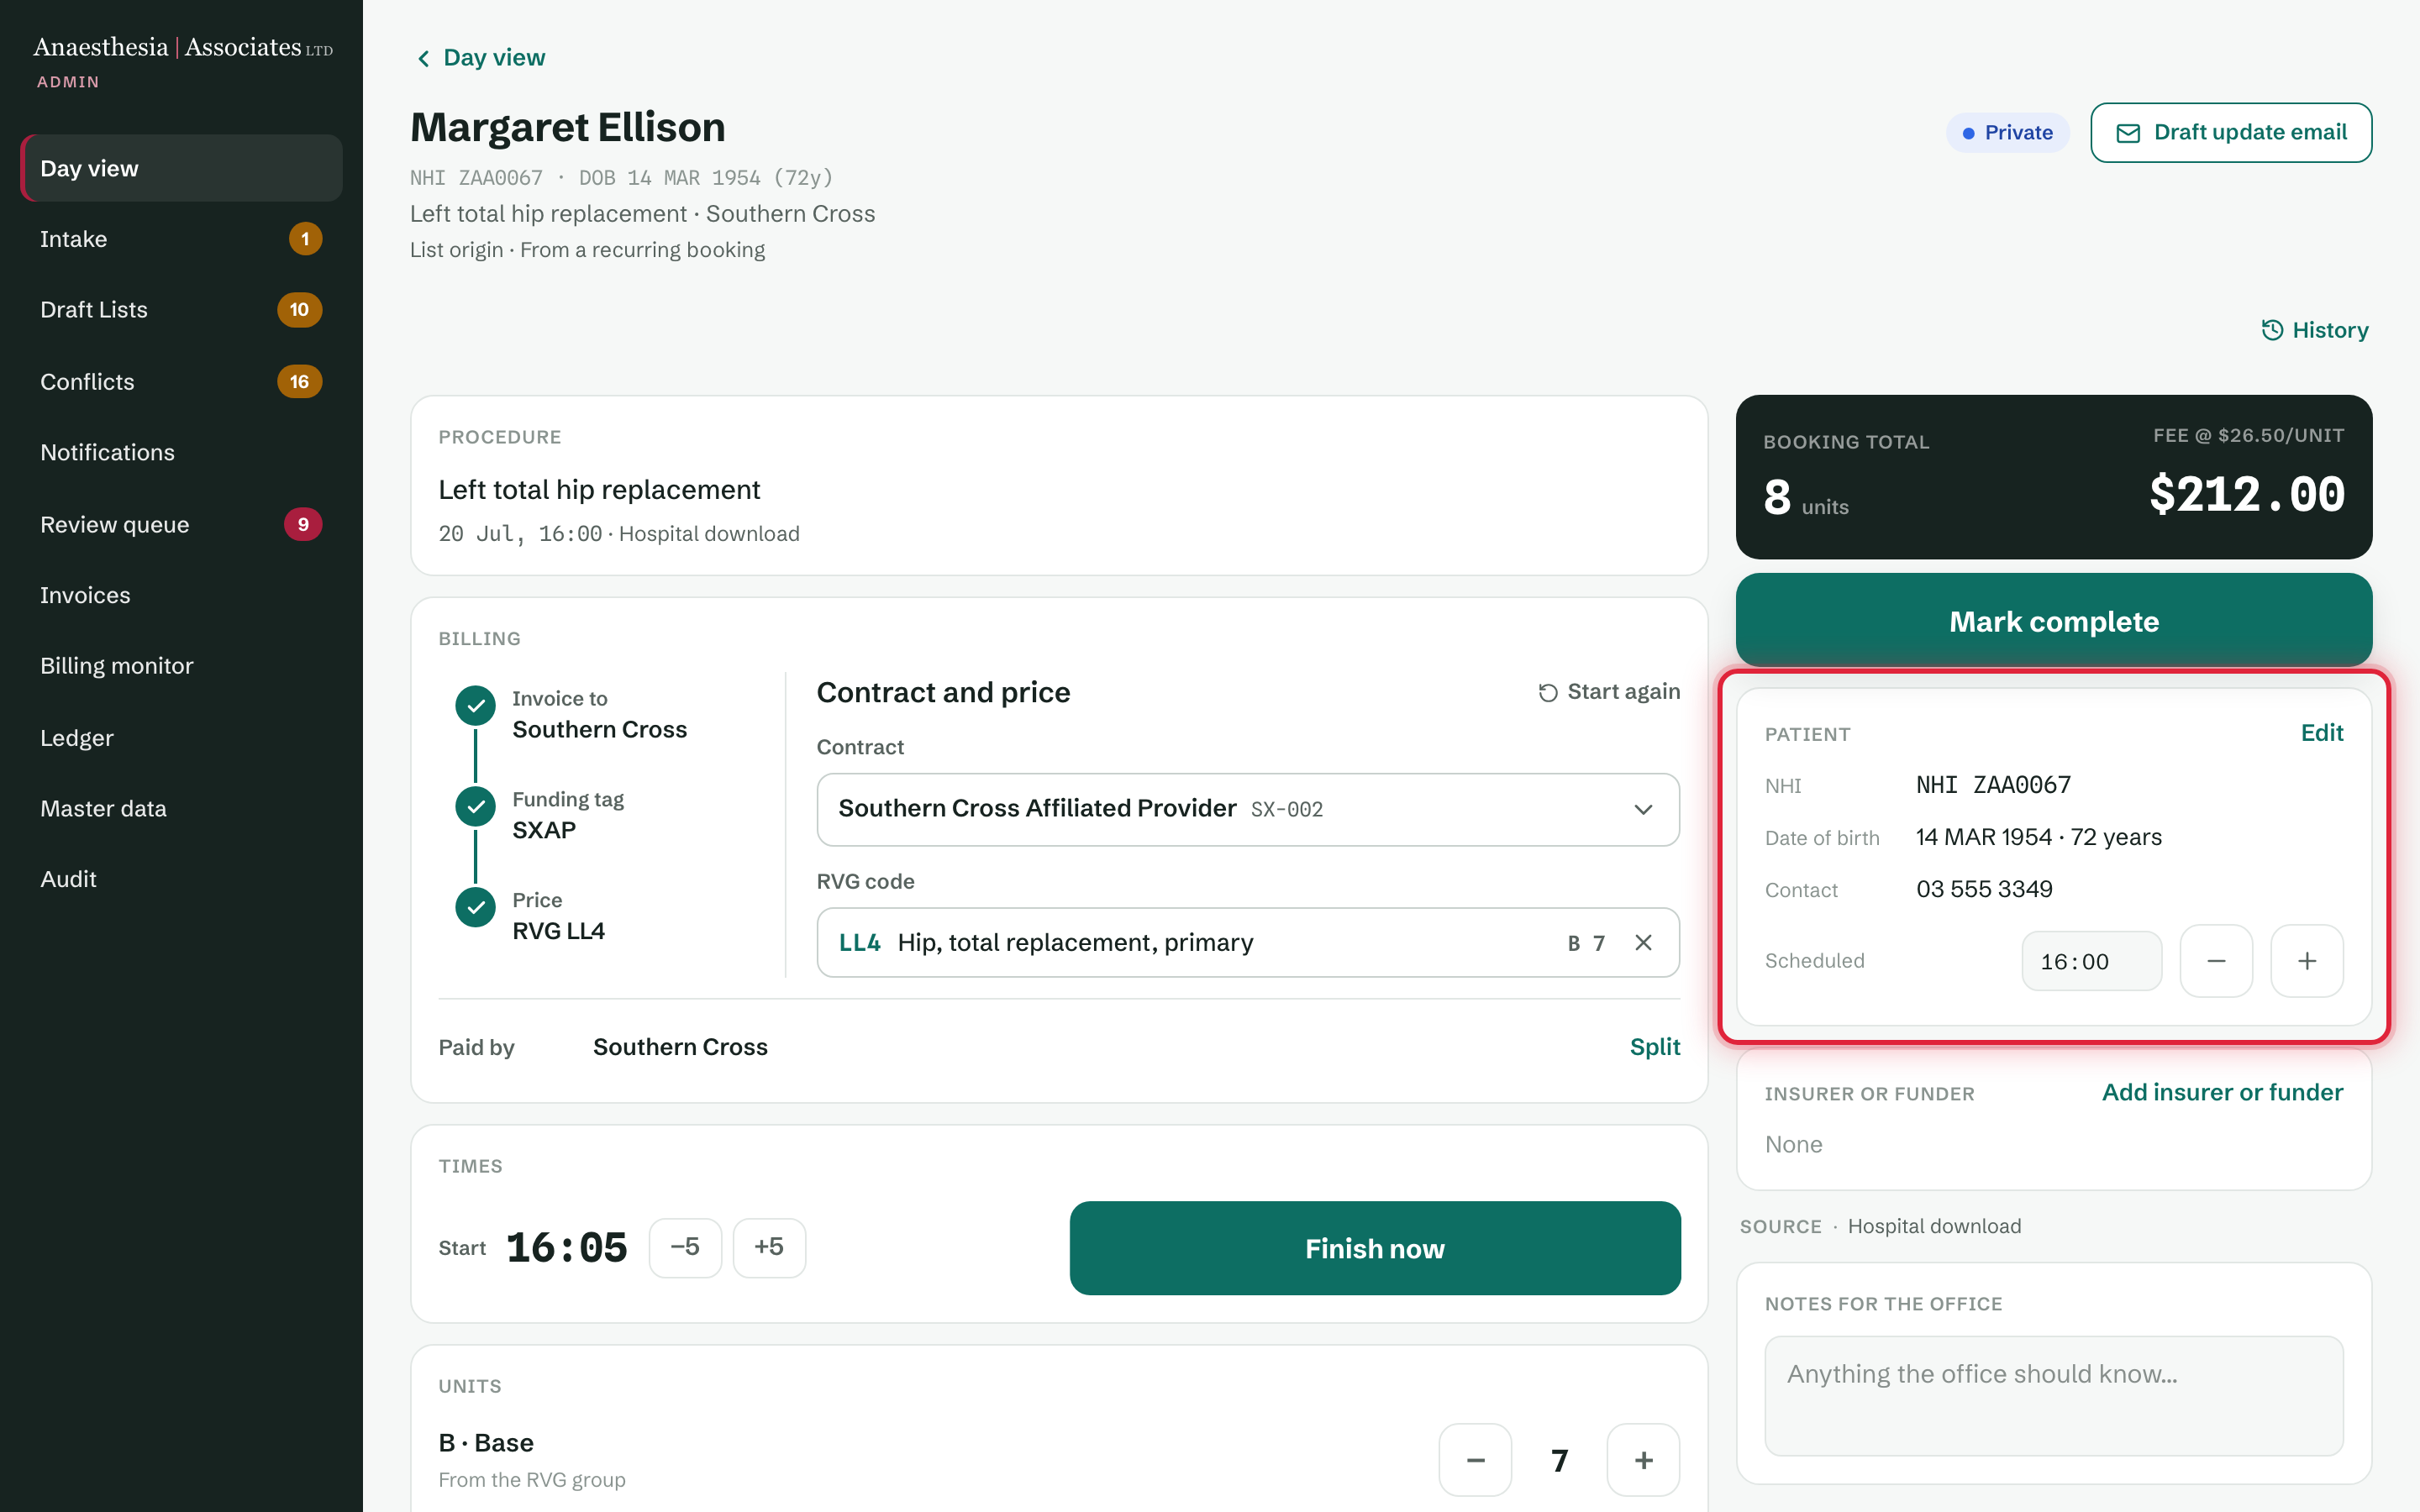 Anaesthesia | Associates LTD
ADMIN
Day view
Intake 1
Draft Lists 10
Conflicts 16
Notifications
Review queue 9
Invoices
Billing monitor
Ledger
Master data
Audit
Day view
Margaret Ellison
NHI ZAA0067 · DOB 14 MAR 1954 (72y)
Left total hip replacement · Southern Cross
List origin · From a recurring booking
Private
Draft update email
History
PROCEDURE
Left total hip replacement
20 Jul, 16:00 · Hospital download
BILLING
Invoice to
Southern Cross
Funding tag
SXAP
Price
RVG LL4
Contract and price
Start again
Contract
Southern Cross Affiliated Provider SX-002
RVG code
LL4 Hip, total replacement, primary B 7
Paid by Southern Cross Split
TIMES
Start 16:05 −5 +5 Finish now
UNITS
B · Base
From the RVG group
− 7 +
BOOKING TOTAL
8 units
FEE @ $26.50/UNIT
$212.00
Mark complete
PATIENT Edit
NHI NHI ZAA0067
Date of birth 14 MAR 1954 · 72 years
Contact 03 555 3349
Scheduled 16:00 − +
INSURER OR FUNDER Add insurer or funder
None
SOURCE · Hospital download
NOTES FOR THE OFFICE
Anything the office should know...